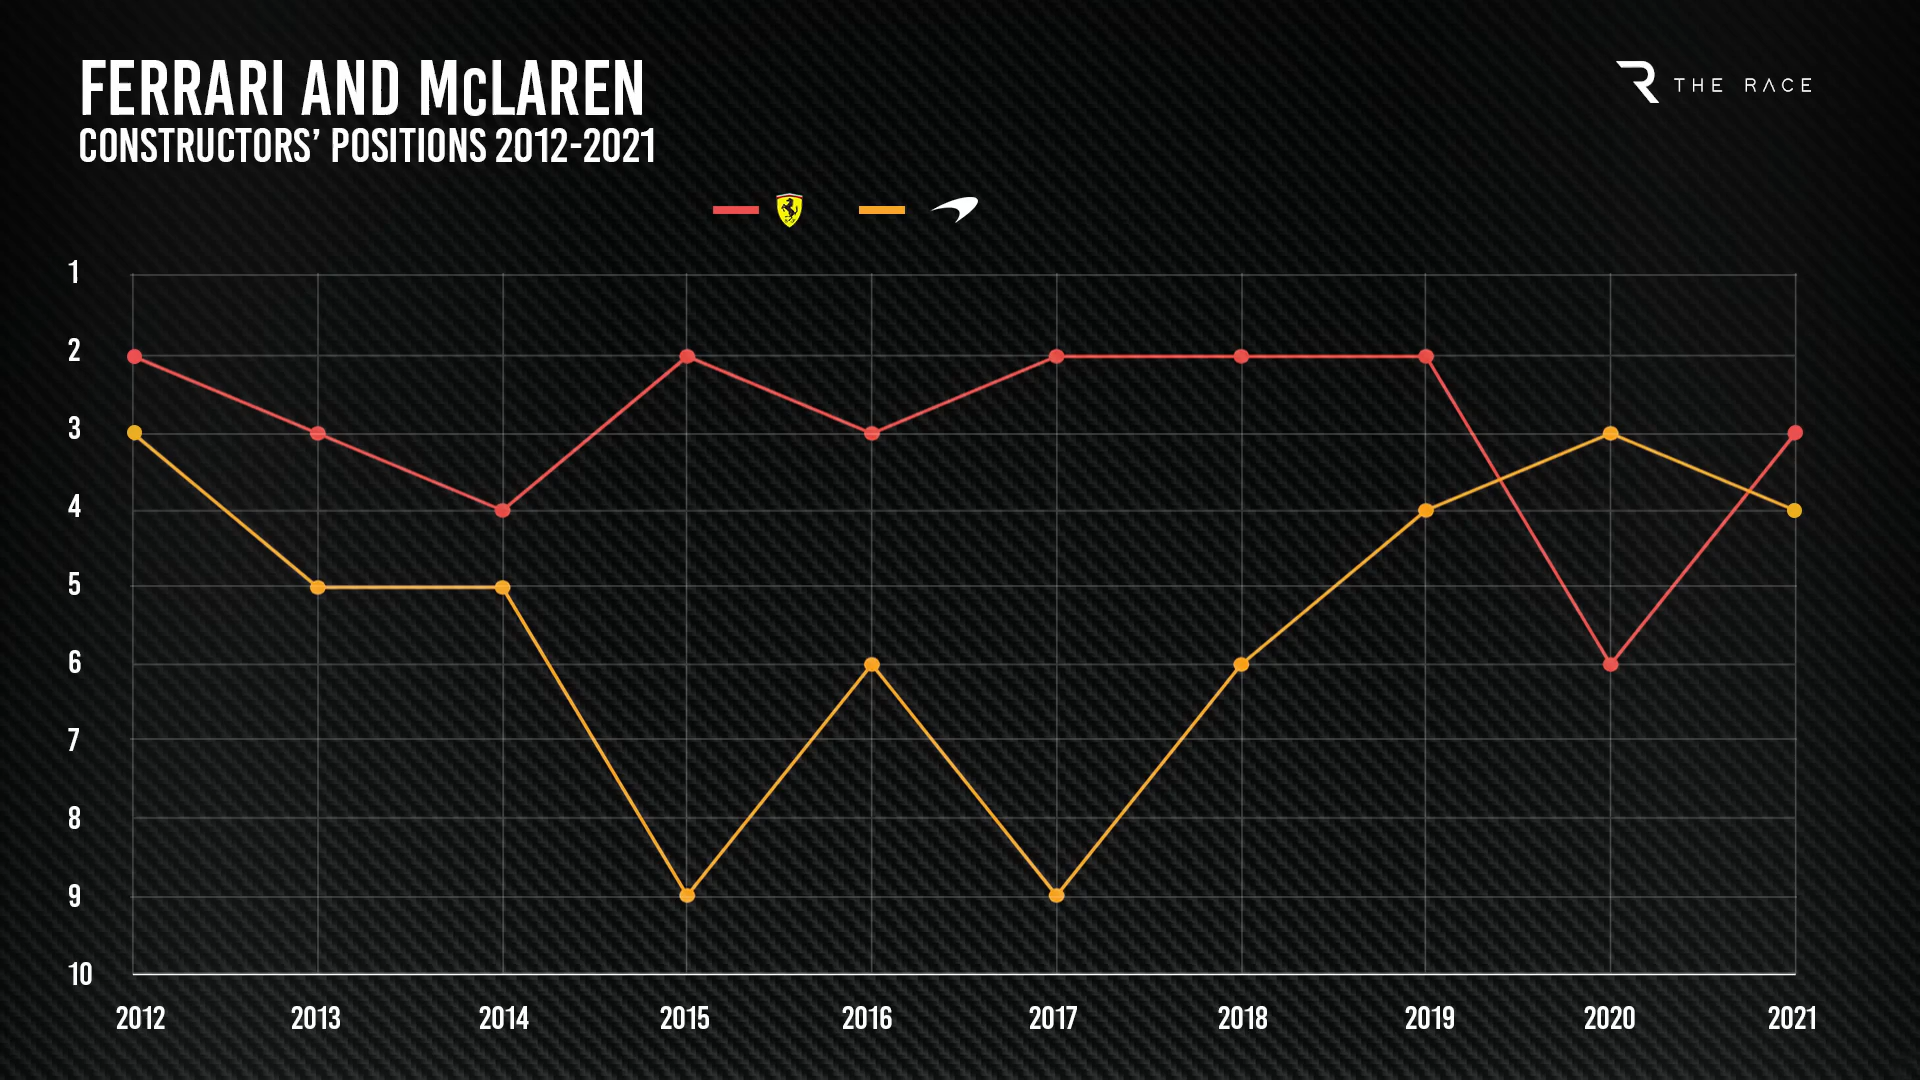 FERRARI AND McLAREN
CONSTRUCTORS' POSITIONS 2012-2021
THE RACE
1
2
3
4
5
6
7
8
9
10
2012 2013 2014 2015 2016 2017 2018 2019 2020 2021